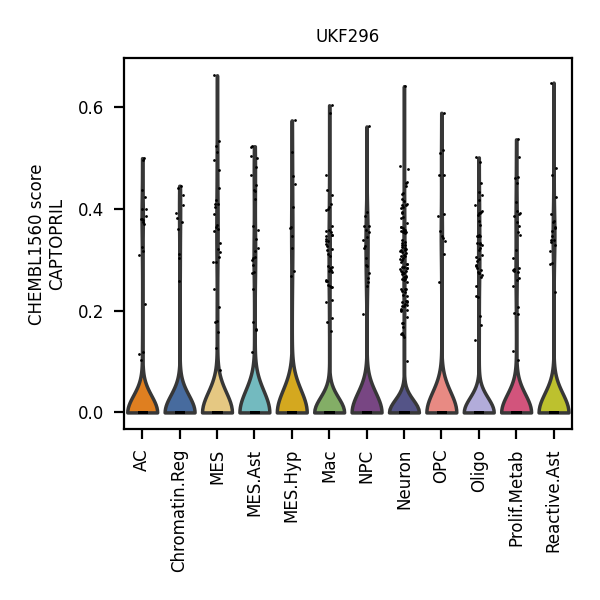 UKF296
CHEMBL1560 score
CAPTOPRIL
0.6
0.4
0.2
0.0
AC
Chromatin.Reg
MES
MES.Ast
MES.Hyp
Mac
NPC
Neuron
OPC
Oligo
Prolif.Metab
Reactive.Ast